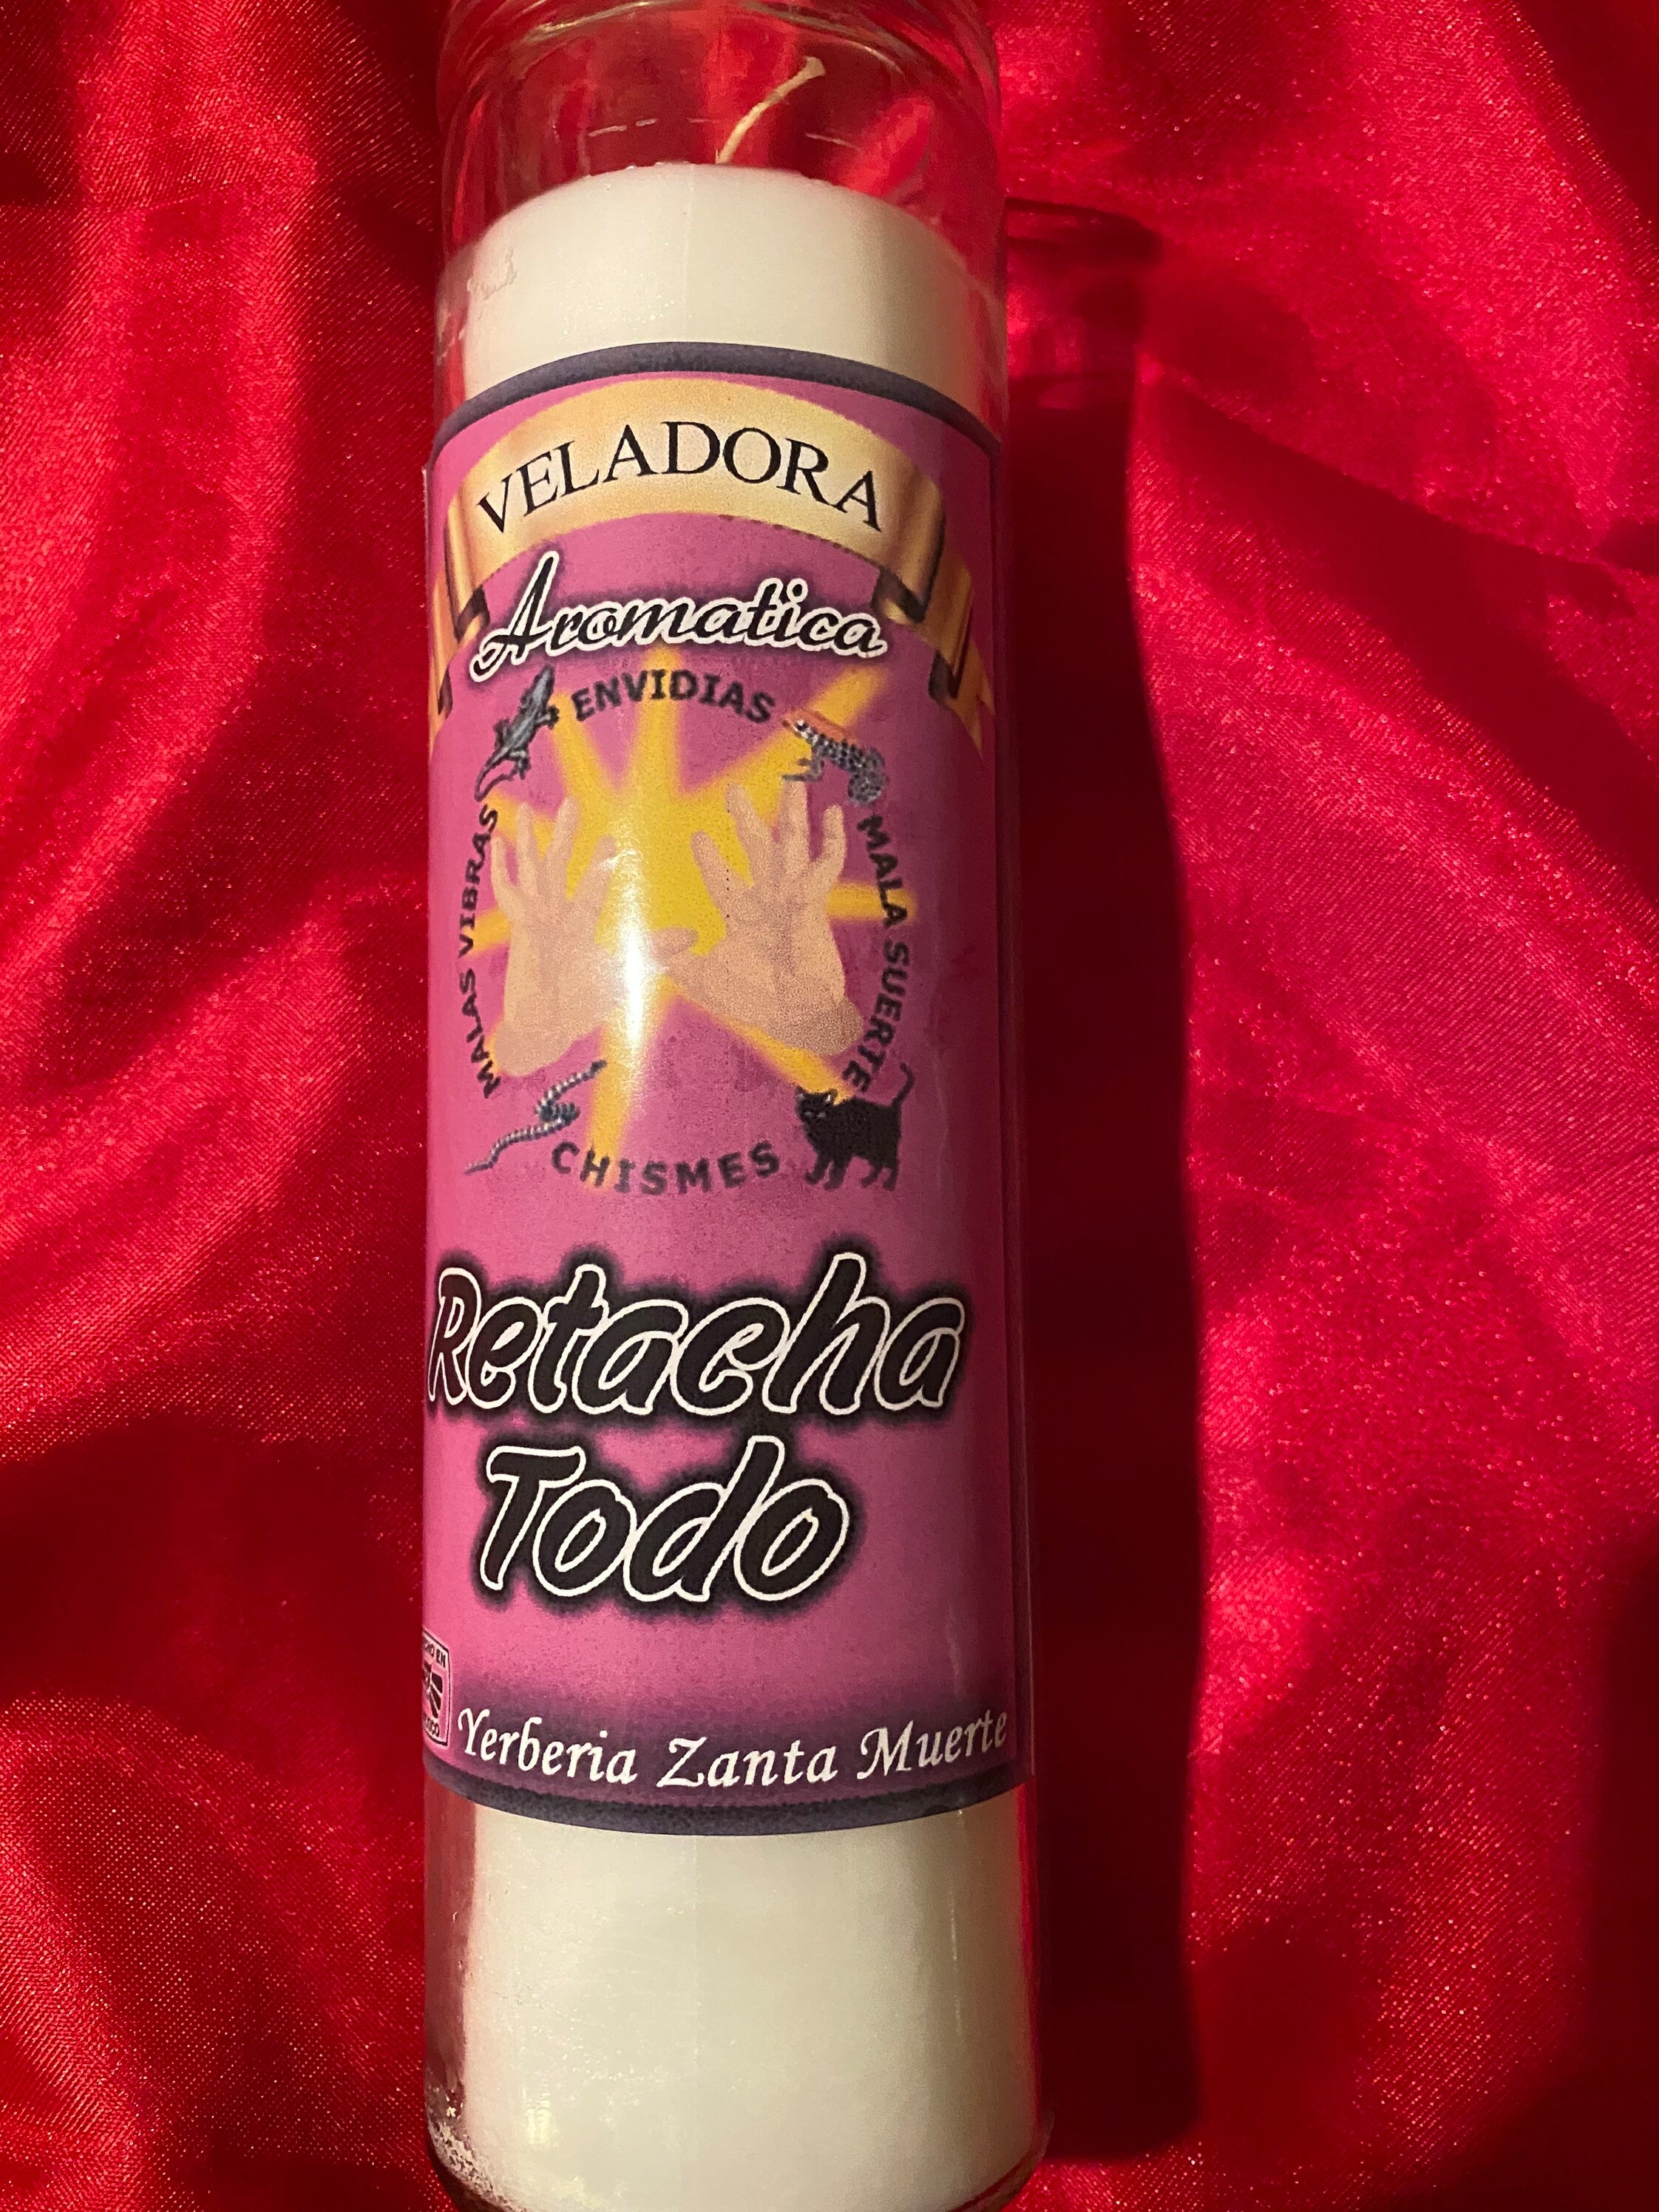 VELADORA
Aromatica
ENVIDIAS
MALAS VIBRAS
MALA SUERTE
CHISMES
Retacha
Todo
Yerberia Zanta Muerte